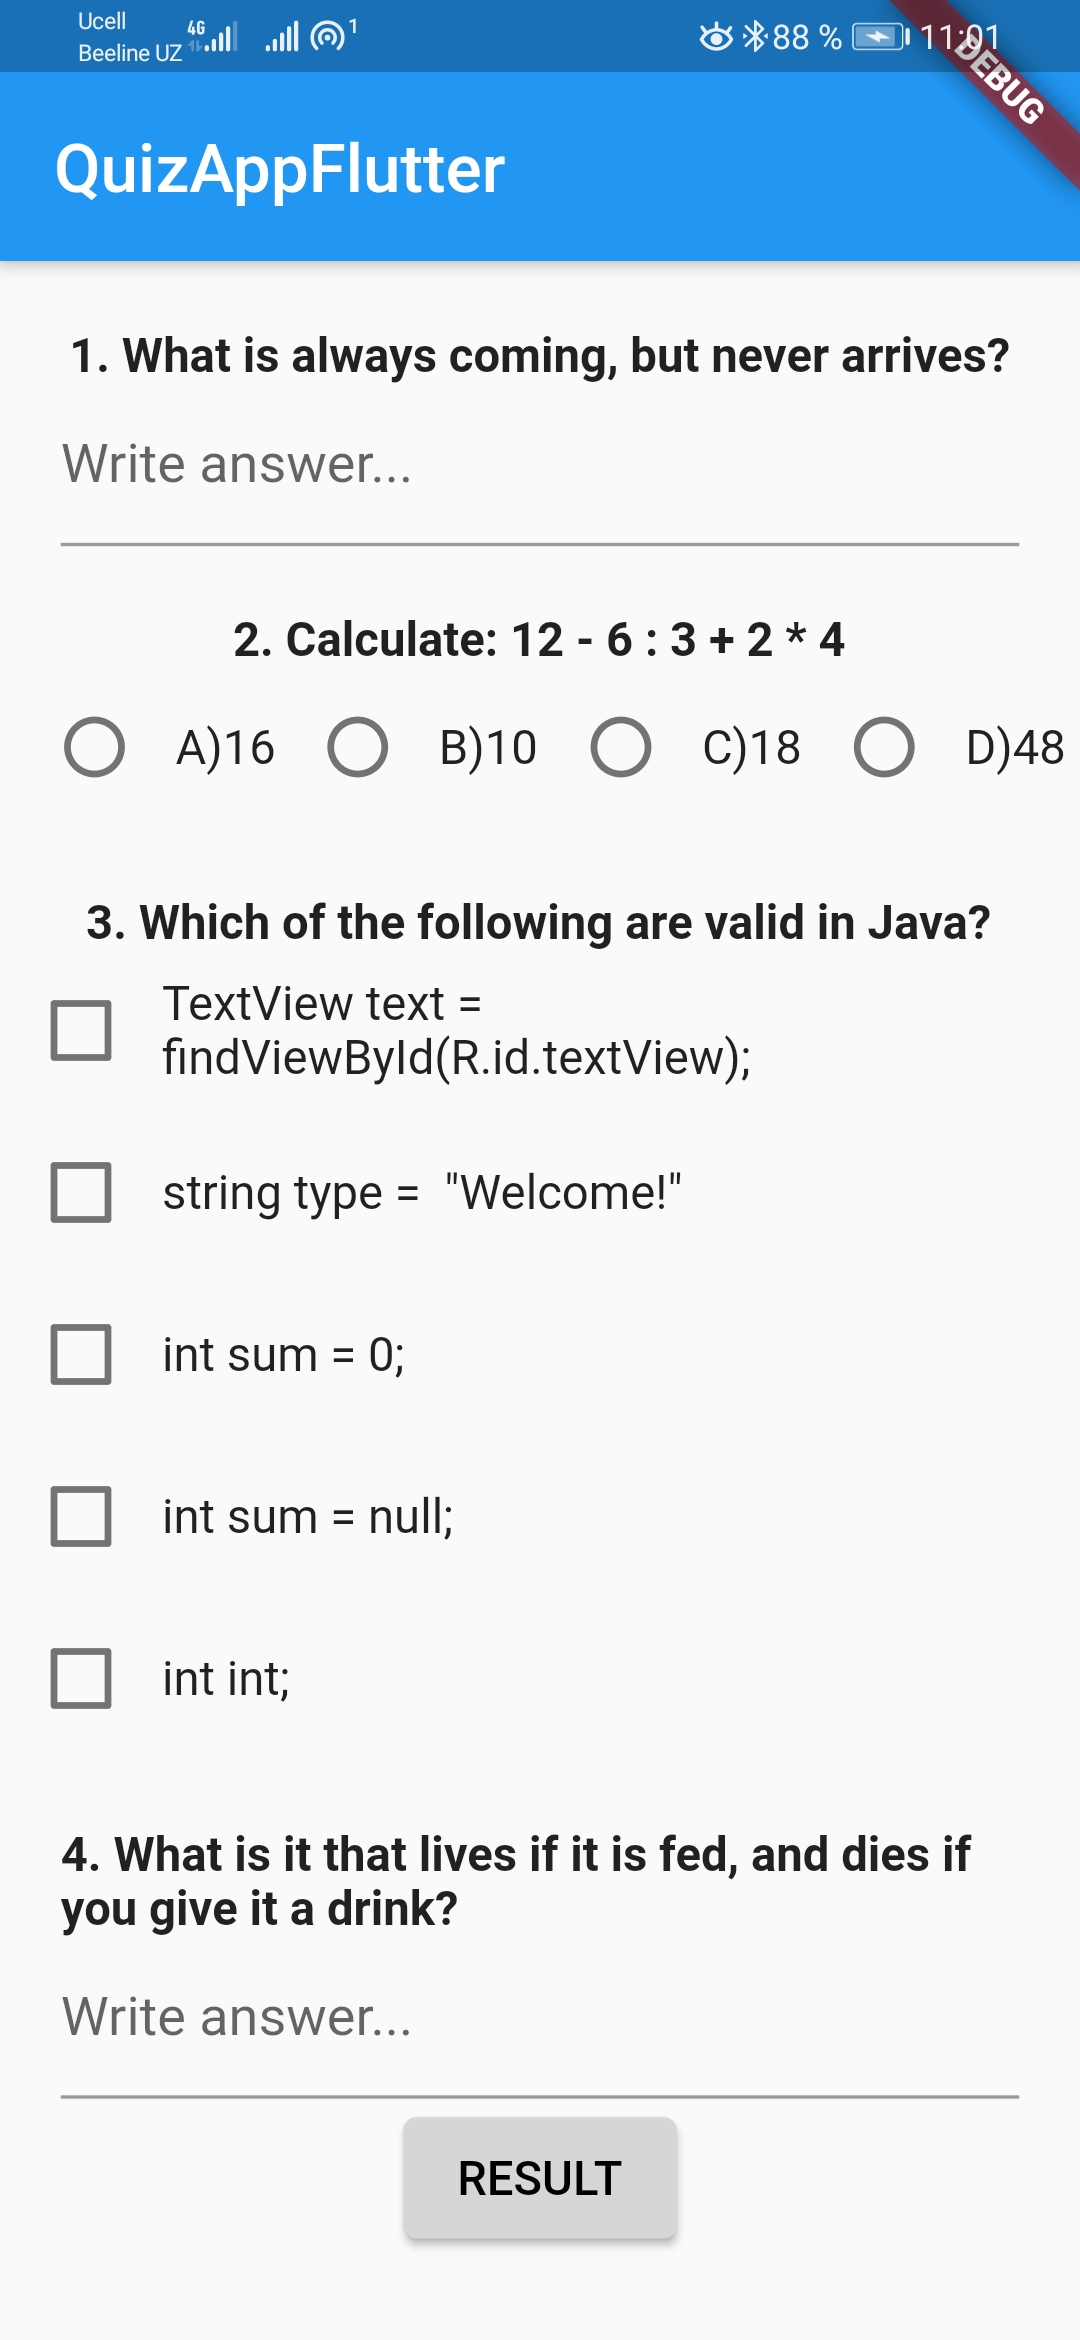 Ucell
Beeline UZ 4G 1 88 % 11:01
DEBUG
QuizAppFlutter
1. What is always coming, but never arrives?
Write answer...
2. Calculate: 12 - 6 : 3 + 2 * 4
A)16 B)10 C)18 D)48
3. Which of the following are valid in Java?
TextView text =
findViewById(R.id.textView);
string type =  "Welcome!"
int sum = 0;
int sum = null;
int int;
4. What is it that lives if it is fed, and dies if
you give it a drink?
Write answer...
RESULT